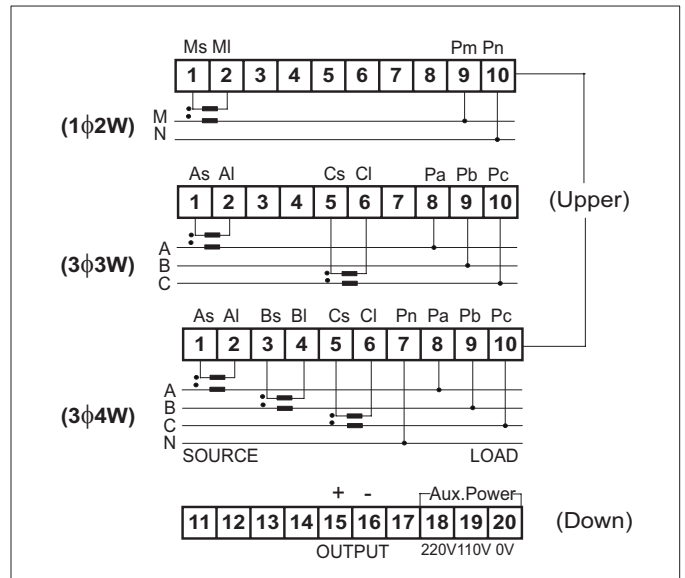 Ms Ml Pm Pn
1 2 3 4 5 6 7 8 9 10
(1ϕ2W)
M
N
As Al Cs Cl Pa Pb Pc
1 2 3 4 5 6 7 8 9 10
(Upper)
(3ϕ3W)
A
B
C
As Al Bs Bl Cs Cl Pn Pa Pb Pc
1 2 3 4 5 6 7 8 9 10
(3ϕ4W)
A
B
C
N
SOURCE LOAD
+ - Aux.Power
11 12 13 14 15 16 17 18 19 20
(Down)
OUTPUT 220V110V 0V